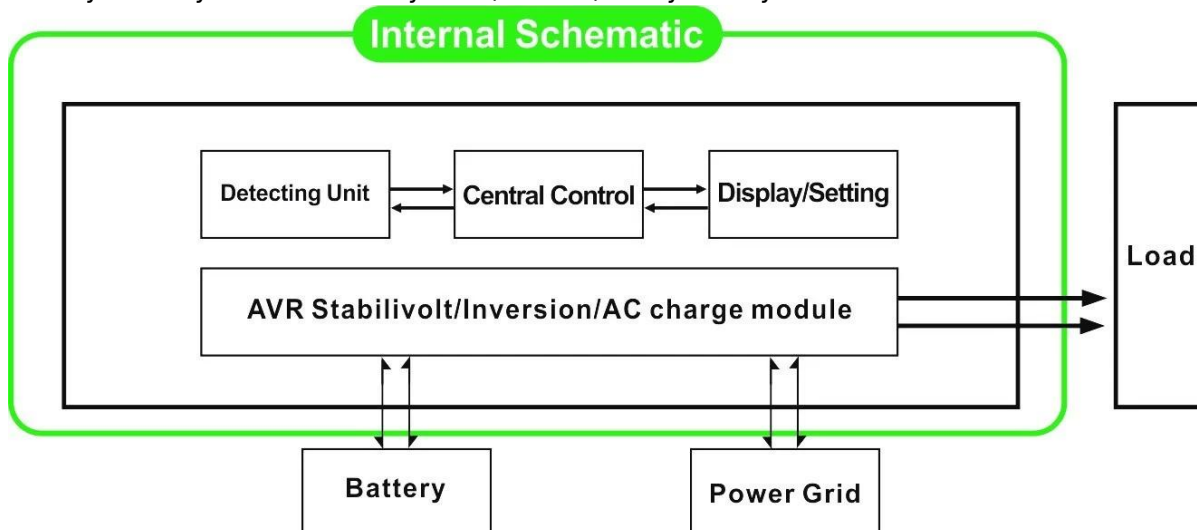 Internal Schematic
Detecting Unit
Central Control
Display/Setting
Load
AVR Stabilivolt/Inversion/AC charge module
Battery
Power Grid